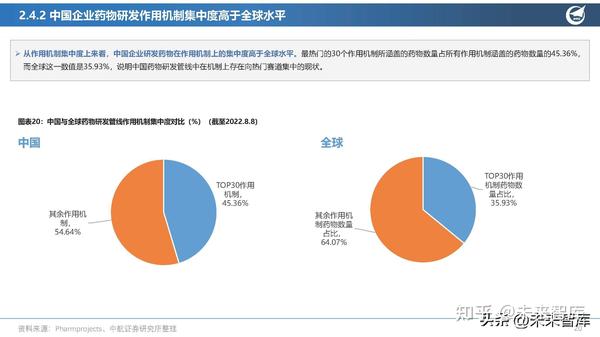 2.4.2 中国企业药物研发作用机制集中度高于全球水平
从作用机制集中度上来看，中国企业研发药物在作用机制上的集中度高于全球水平。最热门的30个作用机制所涵盖的药物数量占所有作用机制涵盖的药物数量的45.36%，
而全球这一数值是35.93%，说明中国药物研发管线中在机制上存在向热门赛道集中的现状。
图表20：中国与全球药物研发管线作用机制集中度对比（%）（截至2022.8.8）
中国
全球
TOP30作用
机制,
45.36%
其余作用机
制,
54.64%
TOP30作用
机制药物数
量占比,
35.93%
其余作用机
制药物数量
占比,
64.07%
资料来源：Pharmprojects、中航证券研究所整理
知乎 @未来智库
头条 @未来智库